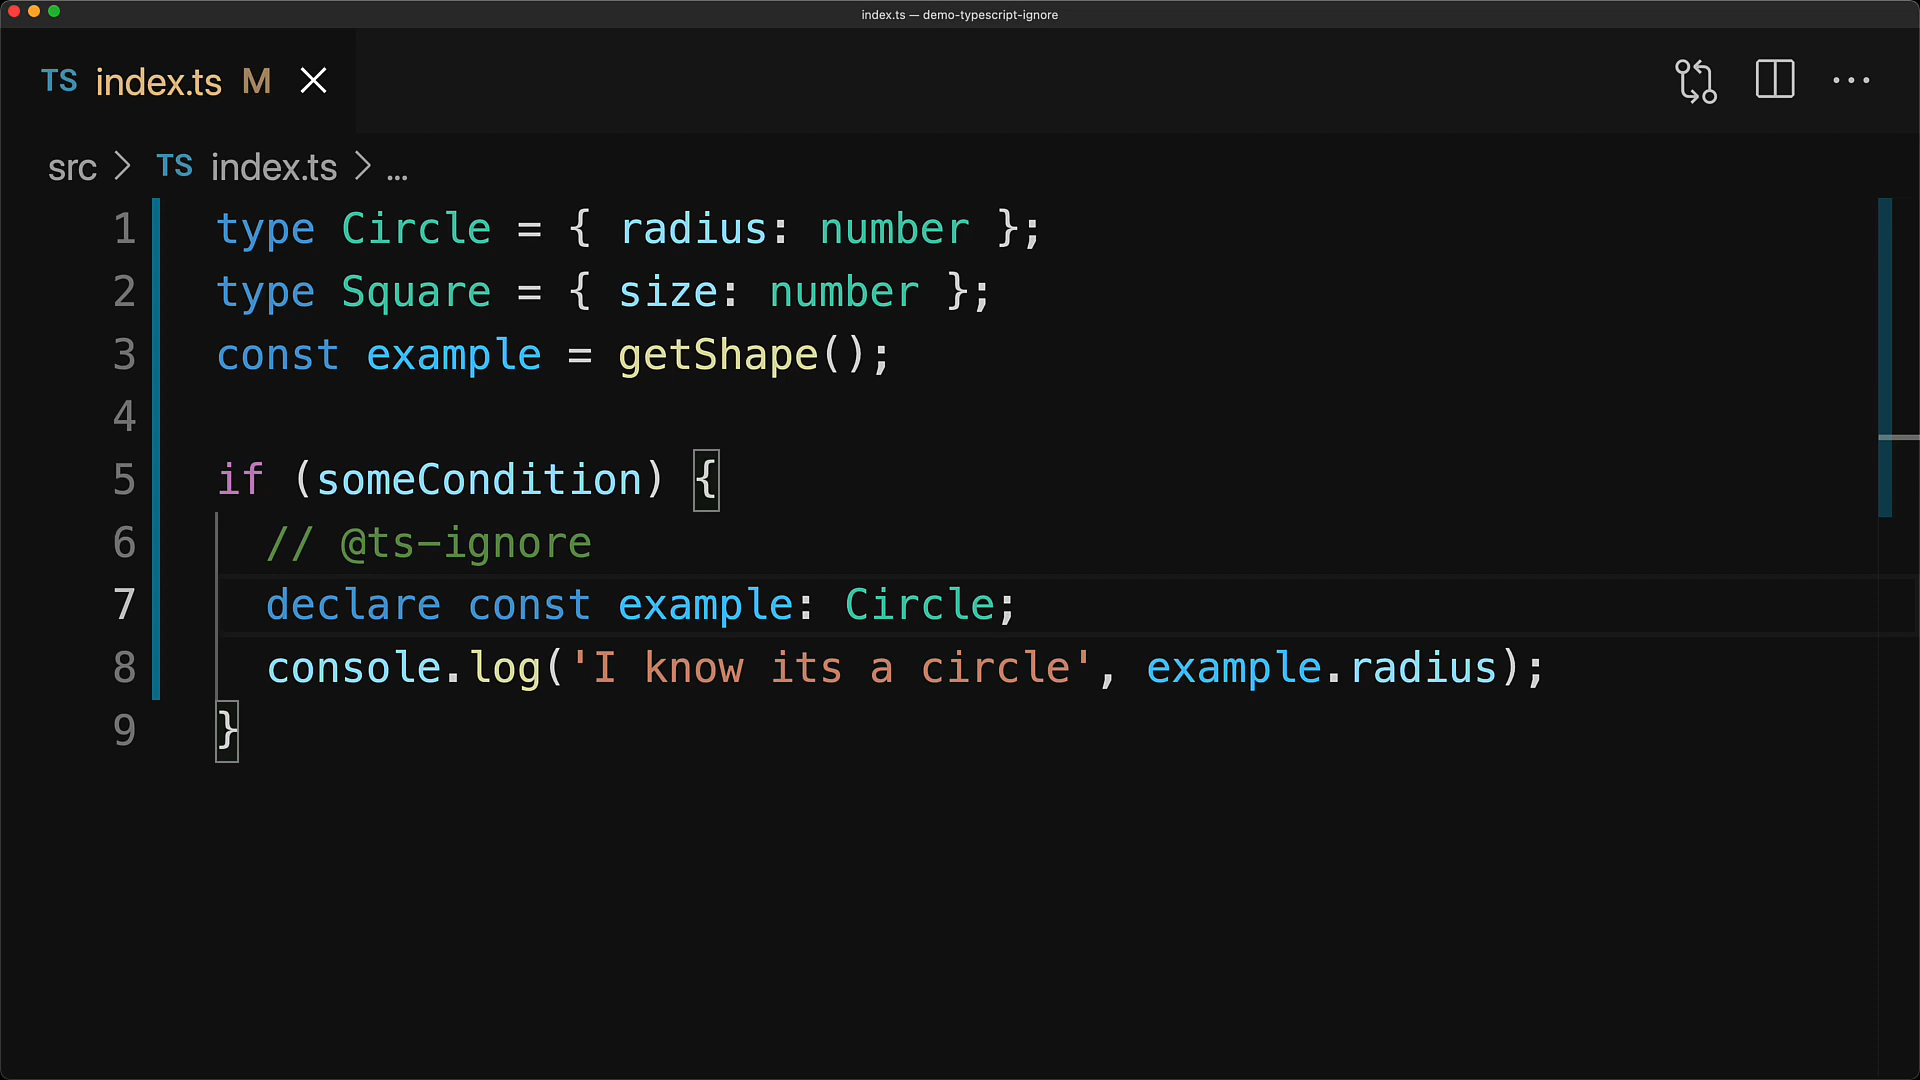 index.ts — demo-typescript-ignore
TS index.ts M
src > TS index.ts > ...
1 type Circle = { radius: number };
2 type Square = { size: number };
3 const example = getShape();
4
5 if (someCondition) {
6 // @ts-ignore
7 declare const example: Circle;
8 console.log('I know its a circle', example.radius);
9 }